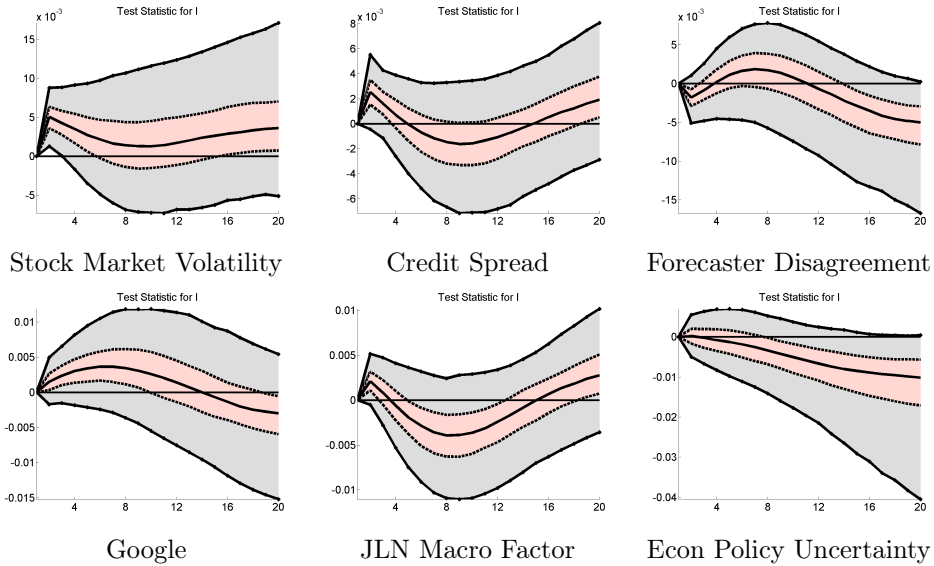 Test Statistic for I
x 10⁻³
15
10
5
0
-5
4 8 12 16 20
Stock Market Volatility
Test Statistic for I
x 10⁻³
8
6
4
2
0
-2
-4
-6
4 8 12 16 20
Credit Spread
Test Statistic for I
x 10⁻³
5
0
-5
-10
-15
4 8 12 16 20
Forecaster Disagreement
Test Statistic for I
0.01
0.005
0
-0.005
-0.01
-0.015
4 8 12 16 20
Google
Test Statistic for I
0.01
0.005
0
-0.005
-0.01
4 8 12 16 20
JLN Macro Factor
Test Statistic for I
0
-0.01
-0.02
-0.03
-0.04
4 8 12 16 20
Econ Policy Uncertainty